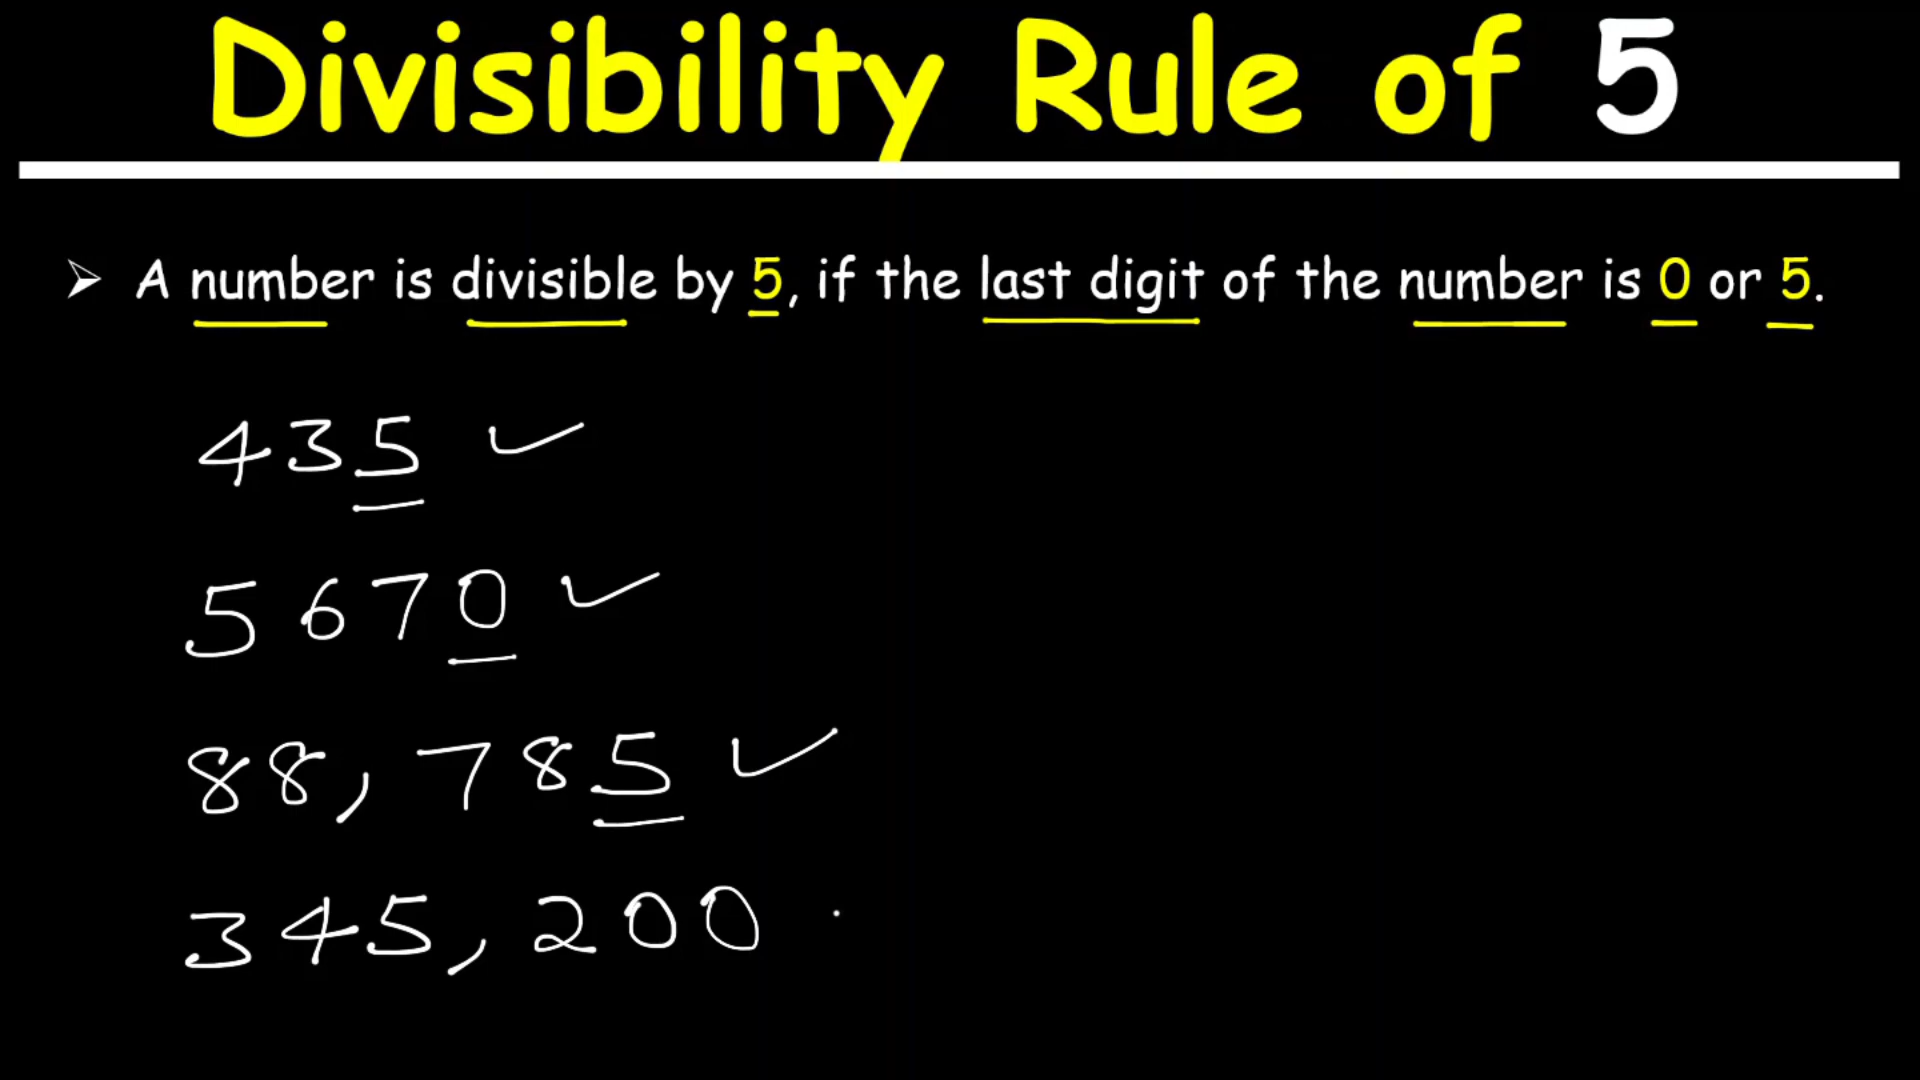 Divisibility Rule of 5
➢ A number is divisible by 5, if the last digit of the number is 0 or 5.
435 ✓
5670 ✓
88,785 ✓
345,200